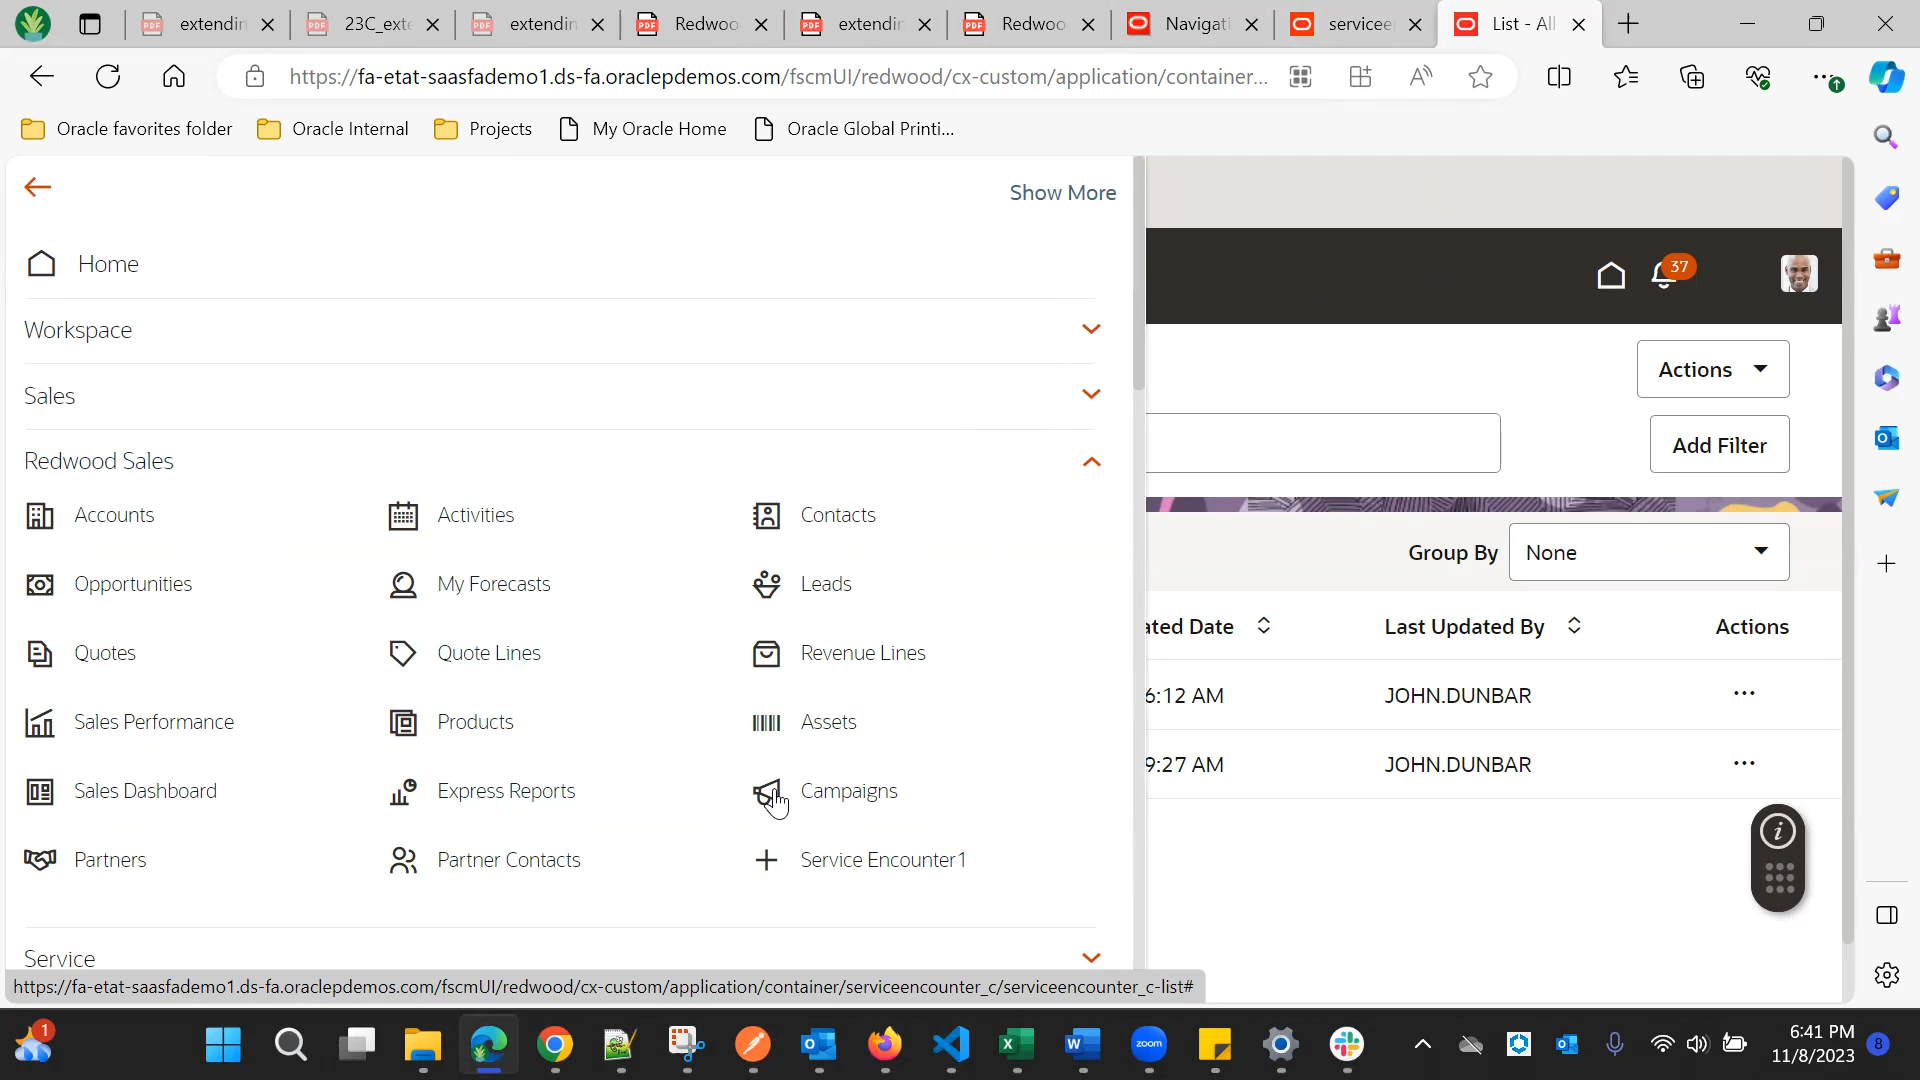 extendin
23C_exte
extendin
Redwoo
extendin
Redwoo
Navigati
servicee
List - All
https://fa-etat-saasfademo1.ds-fa.oraclepdemos.com/fscmUI/redwood/cx-custom/application/container...
Oracle favorites folder
Oracle Internal
Projects
My Oracle Home
Oracle Global Printi...
Show More
Home
37
Workspace
Actions
Sales
Add Filter
Redwood Sales
Accounts
Activities
Contacts
Group By
None
Opportunities
My Forecasts
Leads
ated Date
Last Updated By
Actions
Quotes
Quote Lines
Revenue Lines
6:12 AM
JOHN.DUNBAR
...
Sales Performance
Products
Assets
9:27 AM
JOHN.DUNBAR
...
Sales Dashboard
Express Reports
Campaigns
Partners
Partner Contacts
Service Encounter1
Service
https://fa-etat-saasfademo1.ds-fa.oraclepdemos.com/fscmUI/redwood/cx-custom/application/container/serviceencounter_c/serviceencounter_c-list#
1
zoom
6:41 PM
11/8/2023
8